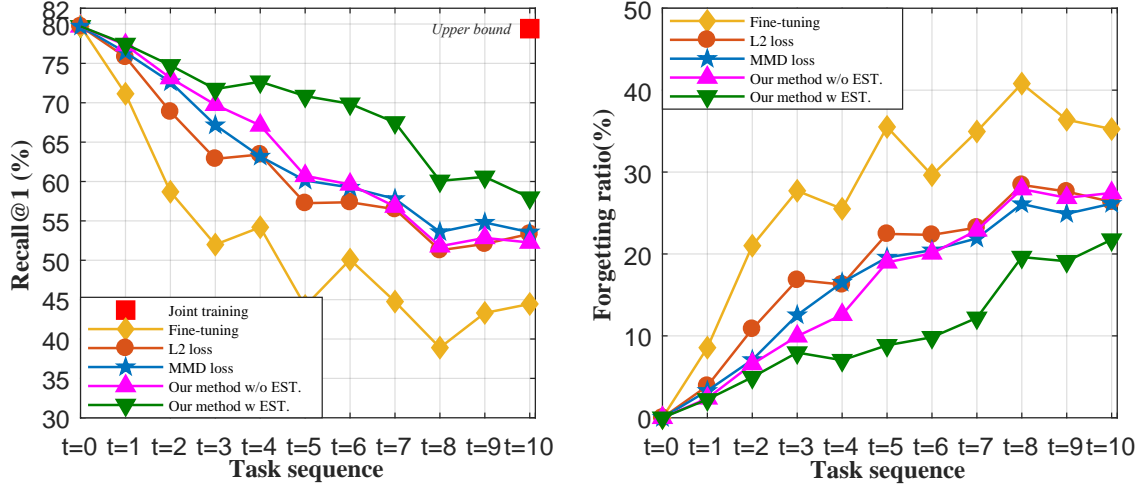 82
80
75
70
65
60
55
50
45
40
35
30
Recall@1 (%)
Upper bound
Joint training
Fine-tuning
L2 loss
MMD loss
Our method w/o EST.
Our method w EST.
t=0 t=1 t=2 t=3 t=4 t=5 t=6 t=7 t=8 t=9 t=10
Task sequence
50
40
30
20
10
0
Forgetting ratio(%)
Fine-tuning
L2 loss
MMD loss
Our method w/o EST.
Our method w EST.
t=0 t=1 t=2 t=3 t=4 t=5 t=6 t=7 t=8 t=9 t=10
Task sequence